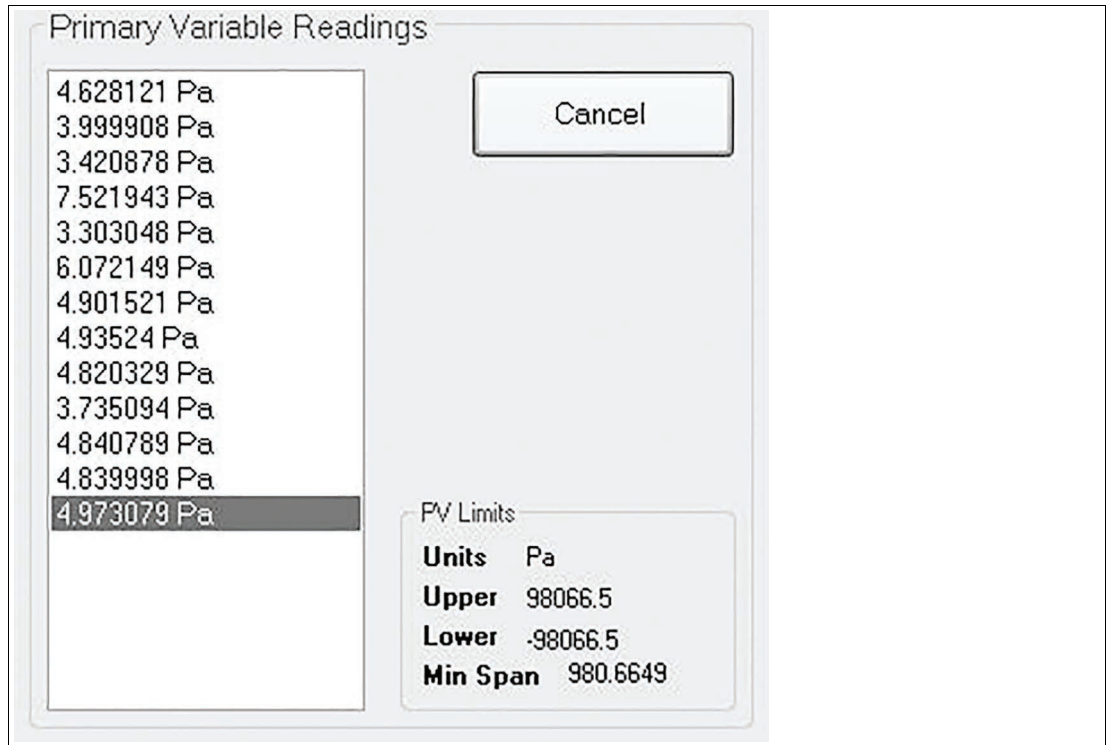 Primary Variable Readings
4.628121 Pa
3.999908 Pa
3.420878 Pa
7.521943 Pa
3.303048 Pa
6.072149 Pa
4.901521 Pa
4.93524 Pa
4.820329 Pa
3.735094 Pa
4.840789 Pa
4.839998 Pa
4.973079 Pa
Cancel
PV Limits
Units Pa
Upper 98066.5
Lower -98066.5
Min Span 980.6649